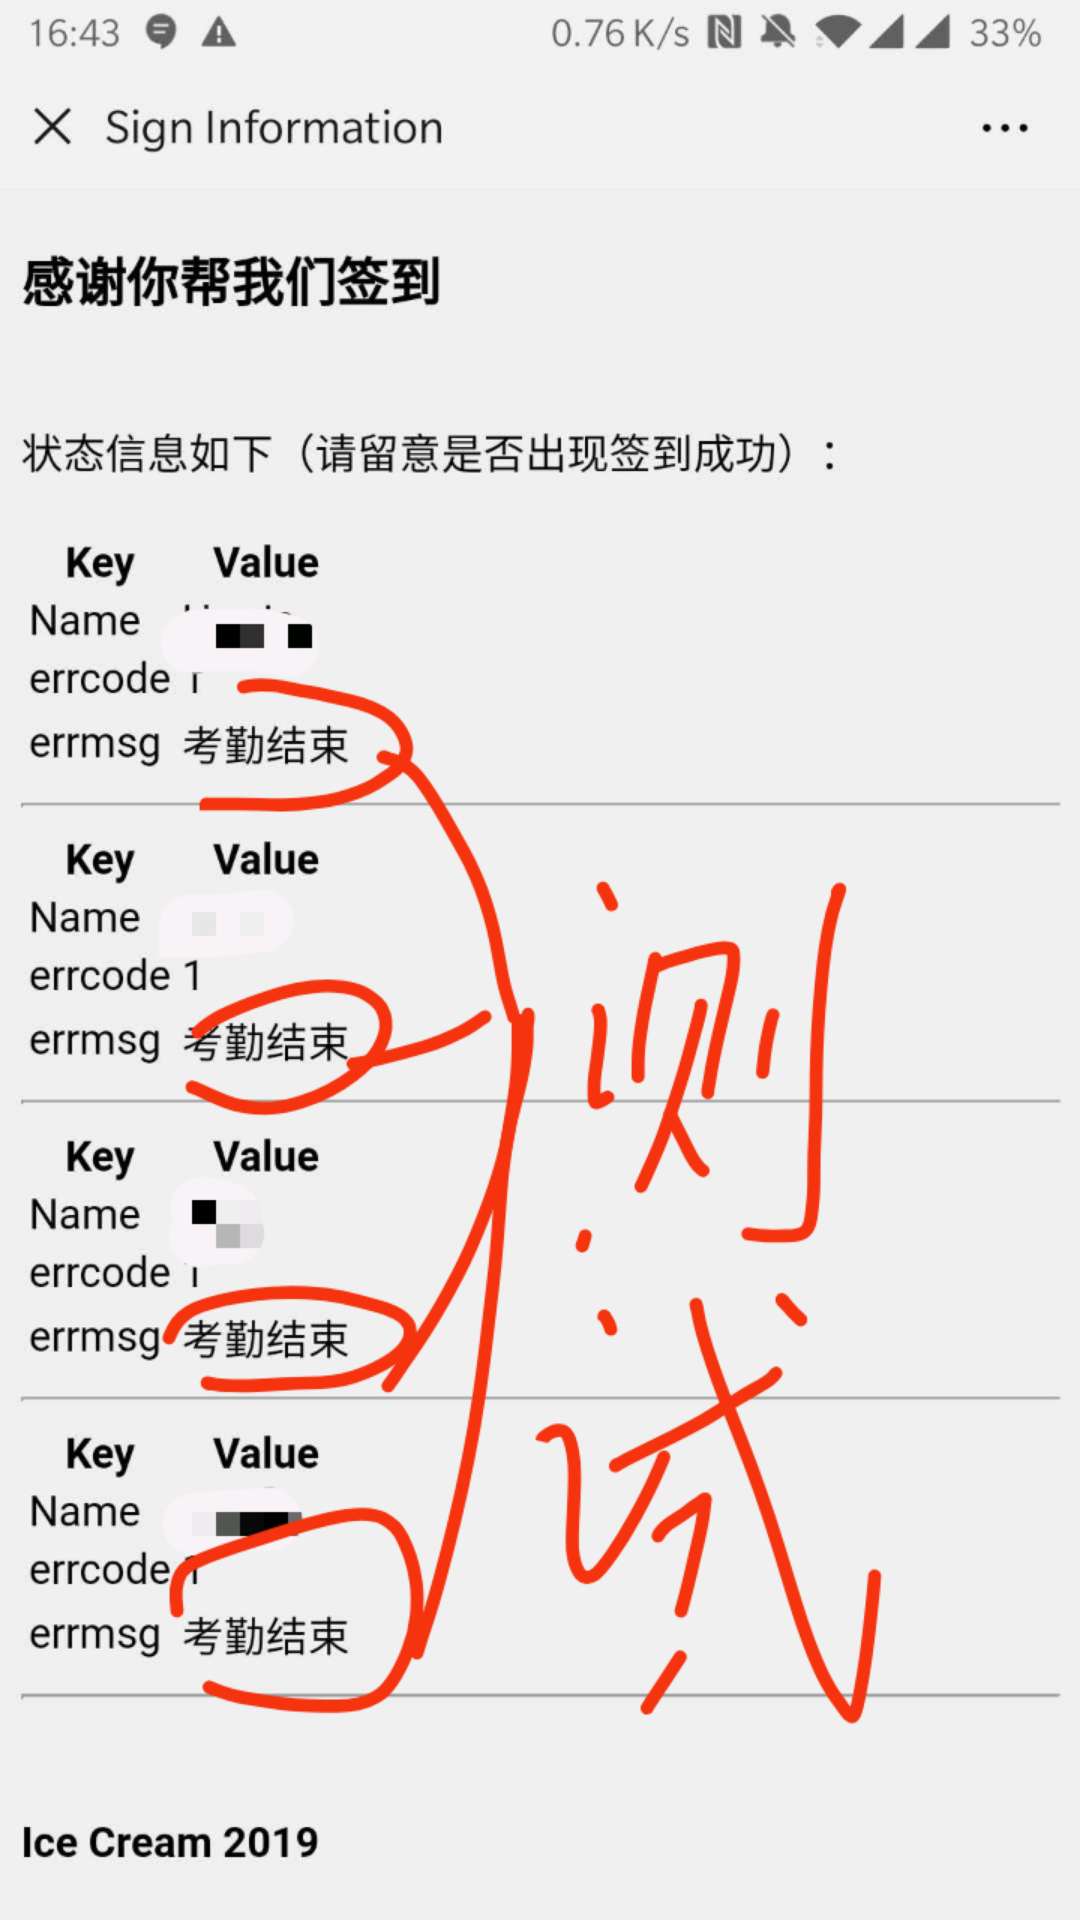 16:43 0.76 K/s 33%
Sign Information
感谢你帮我们签到
状态信息如下（请留意是否出现签到成功）：
Key Value
Name
errcode 1
errmsg 考勤结束
Key Value
Name
errcode 1
errmsg 考勤结束
Key Value
Name
errcode 1
errmsg 考勤结束
Key Value
Name
errcode 1
errmsg 考勤结束
测
试
Ice Cream 2019